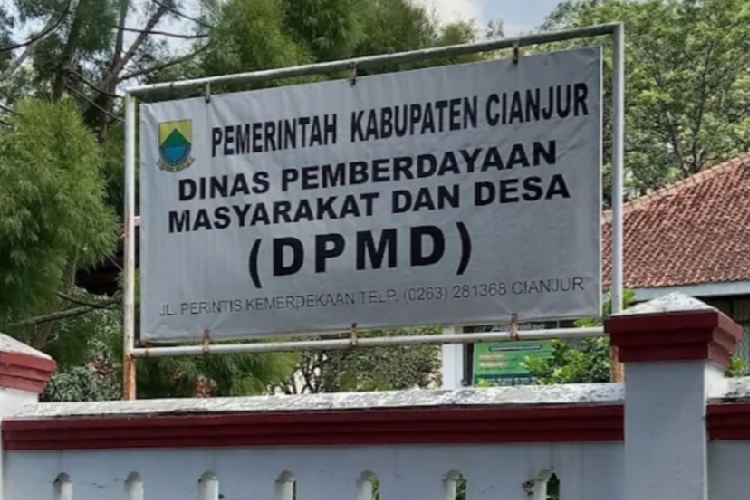 PEMERINTAH KABUPATEN CIANJUR
DINAS PEMBERDAYAAN
MASYARAKAT DAN DESA
(DPMD)
JL. PERINTIS KEMERDEKAAN TELP. (0263) 281368 CIANJUR